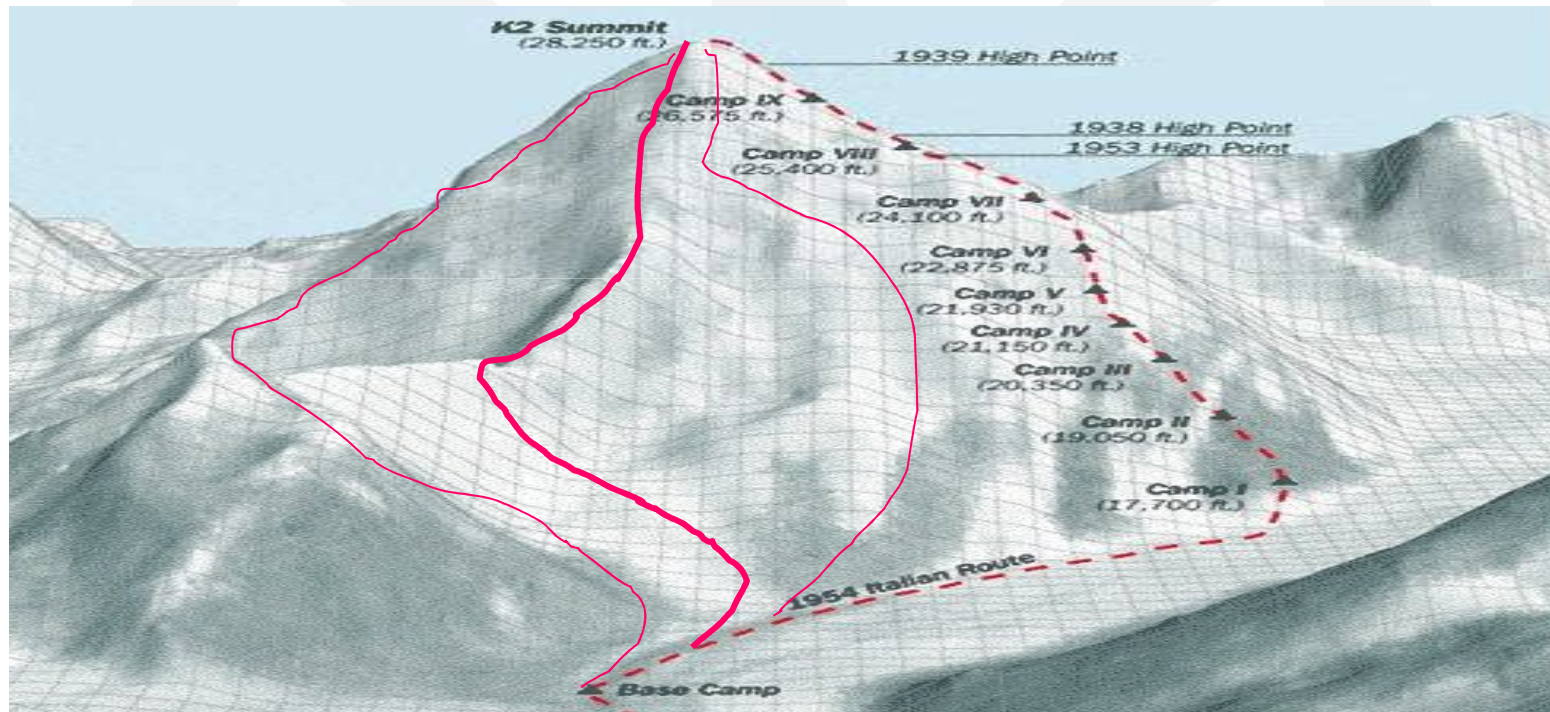 K2 Summit
(28,250 ft.)
1939 High Point
Camp IX
(26,575 ft.)
1938 High Point
1953 High Point
Camp VIII
(25,400 ft.)
Camp VII
(24,100 ft.)
Camp VI
(22,875 ft.)
Camp V
(21,930 ft.)
Camp IV
(21,150 ft.)
Camp III
(20,350 ft.)
Camp II
(19,050 ft.)
Camp I
(17,700 ft.)
1954 Italian Route
Base Camp